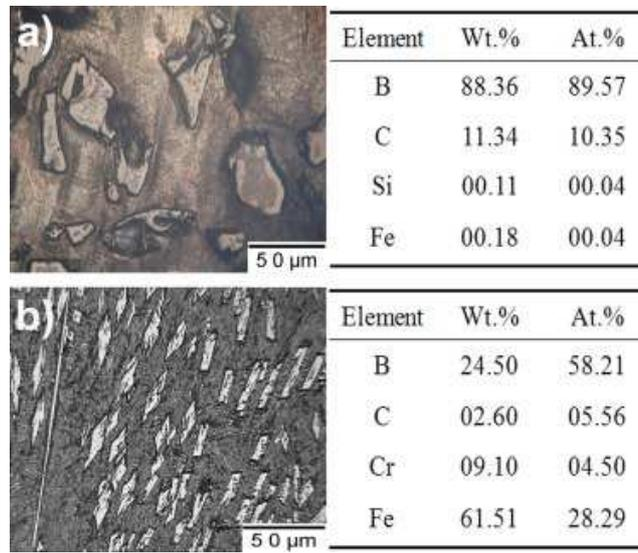 a)
50 µm
Element Wt.% At.%
B 88.36 89.57
C 11.34 10.35
Si 00.11 00.04
Fe 00.18 00.04
b)
50 µm
Element Wt.% At.%
B 24.50 58.21
C 02.60 05.56
Cr 09.10 04.50
Fe 61.51 28.29